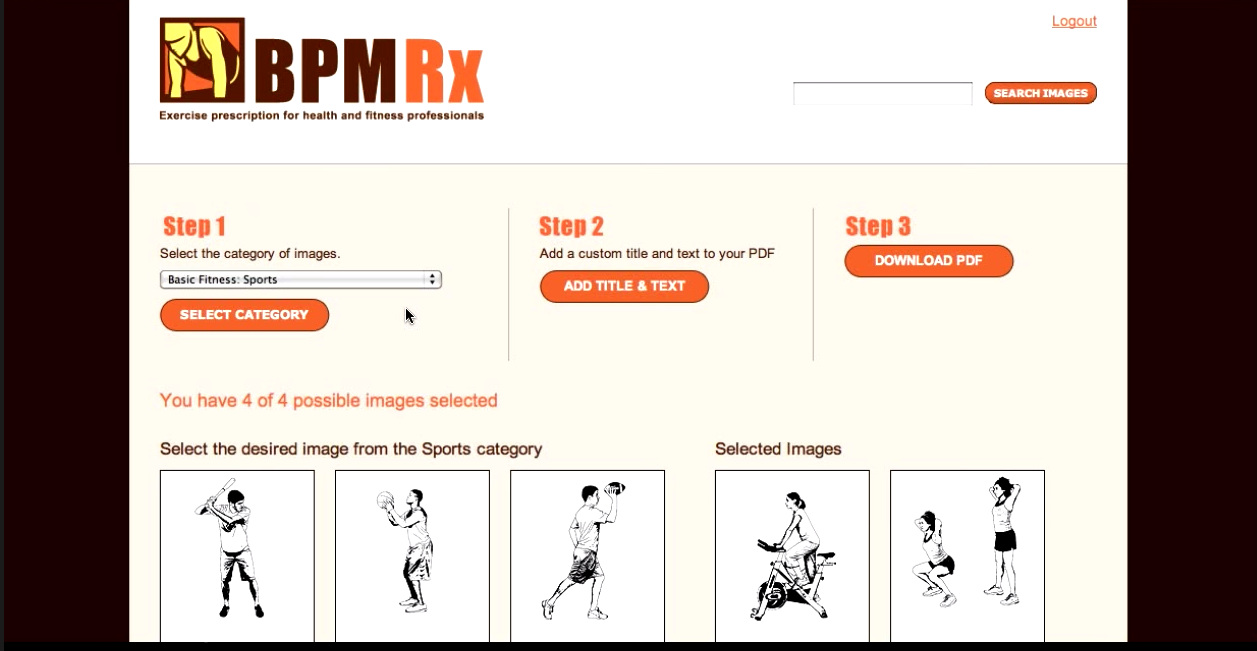 Logout
BPM Rx
Exercise prescription for health and fitness professionals
SEARCH IMAGES
Step 1
Select the category of images.
Basic Fitness: Sports
SELECT CATEGORY
Step 2
Add a custom title and text to your PDF
ADD TITLE & TEXT
Step 3
DOWNLOAD PDF
You have 4 of 4 possible images selected
Select the desired image from the Sports category
Selected Images